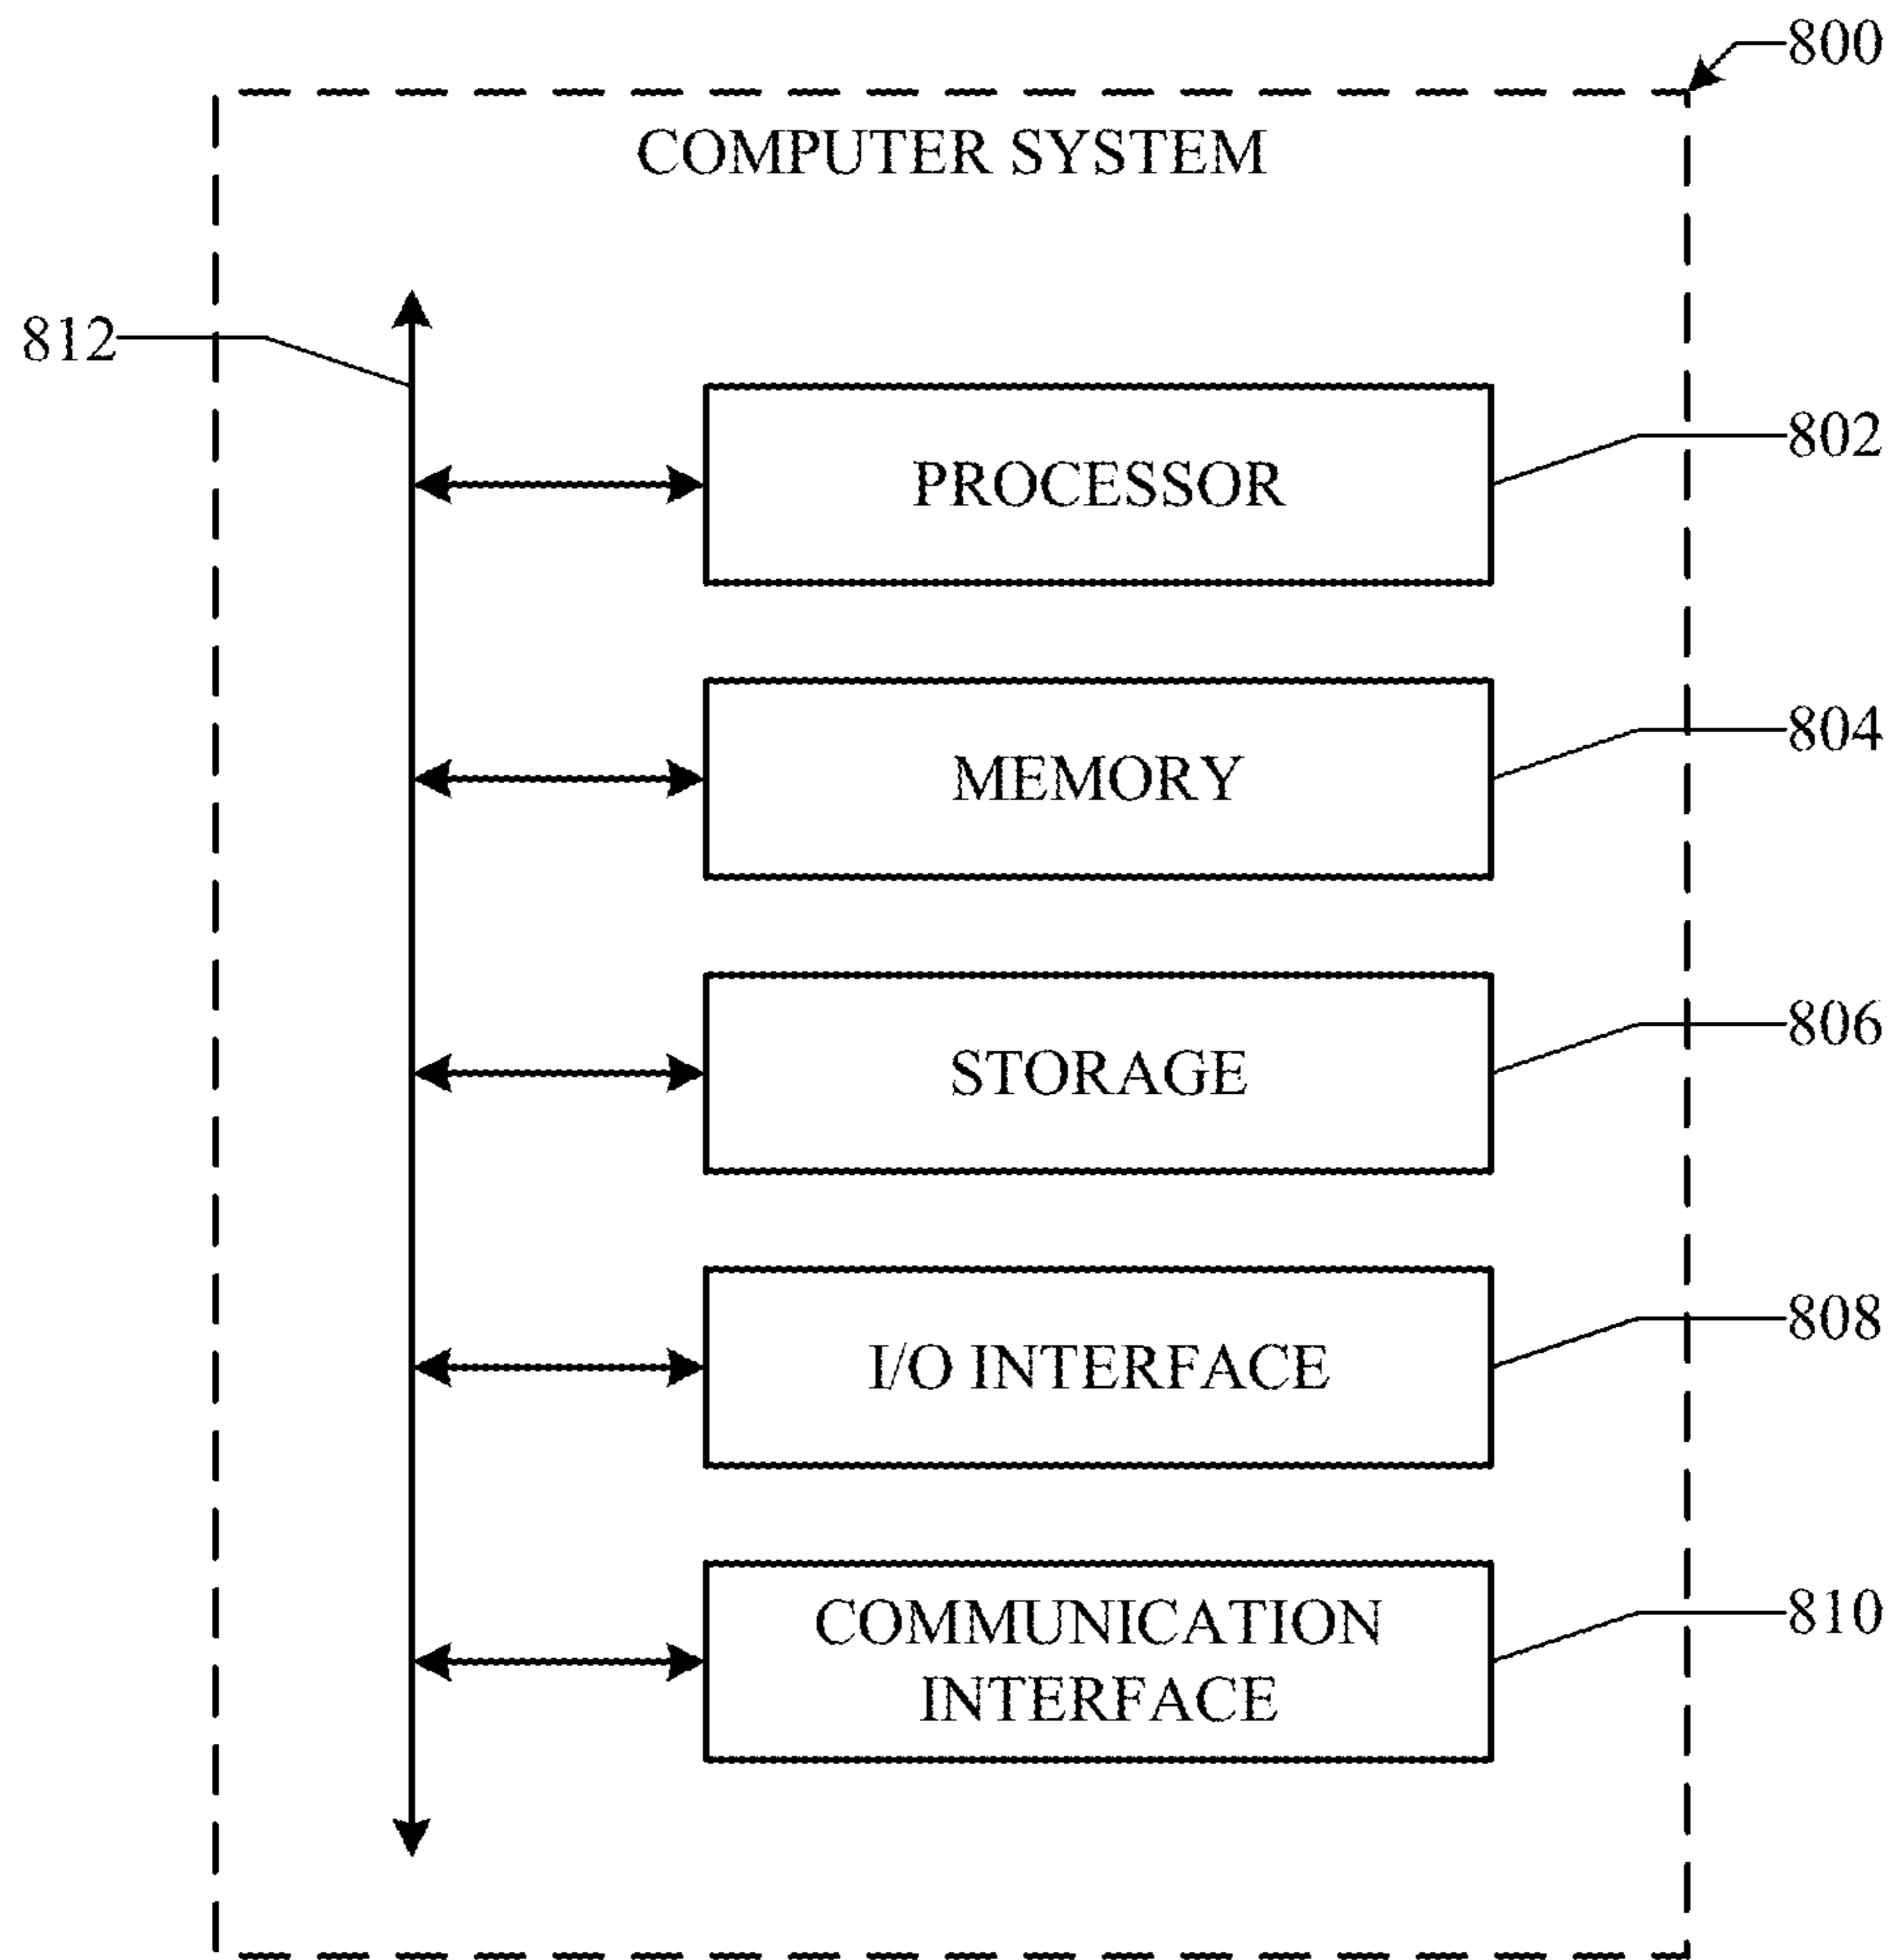 800
COMPUTER SYSTEM
812
PROCESSOR
802
MEMORY
804
STORAGE
806
I/O INTERFACE
808
COMMUNICATION
INTERFACE
810